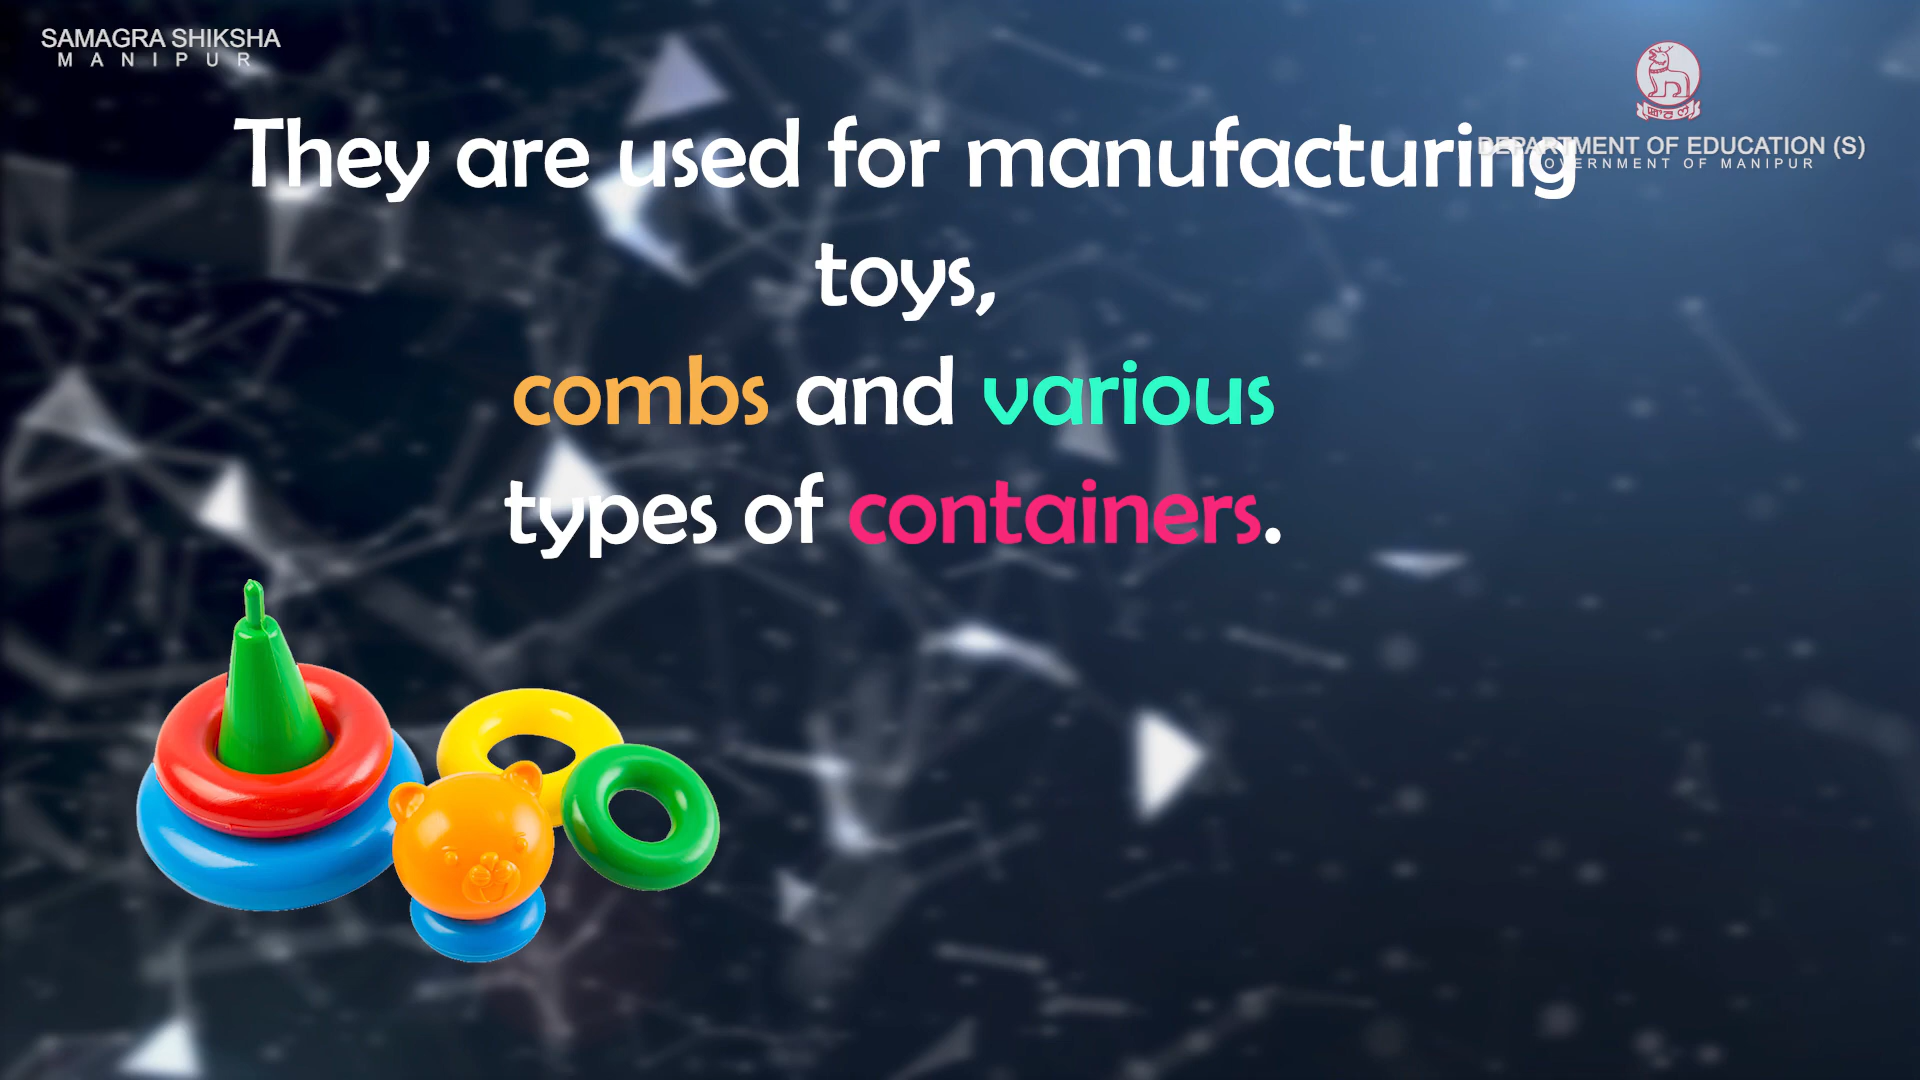 SAMAGRA SHIKSHA
MANIPUR
DEPARTMENT OF EDUCATION (S)
GOVERNMENT OF MANIPUR
They are used for manufacturing
toys,
combs and various
types of containers.